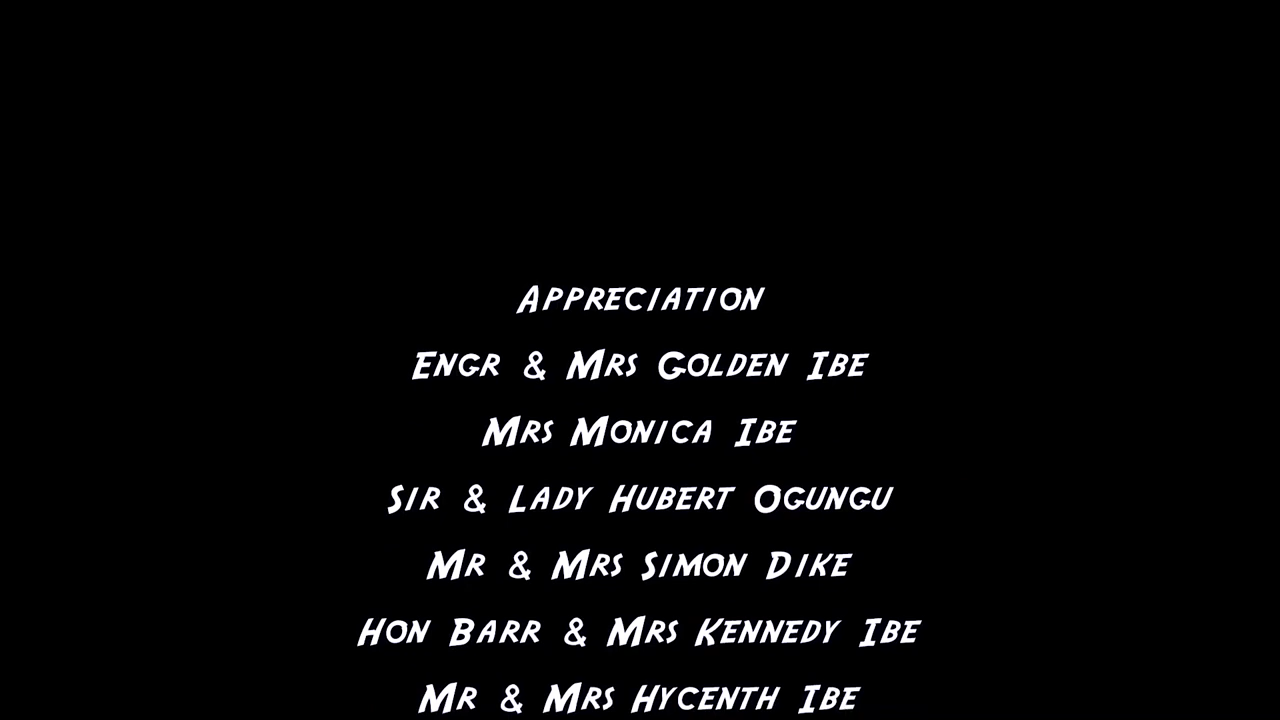 Appreciation
Engr & Mrs Golden Ibe
Mrs Monica Ibe
Sir & Lady Hubert Ogungu
Mr & Mrs Simon Dike
Hon Barr & Mrs Kennedy Ibe
Mr & Mrs Hycenth Ibe